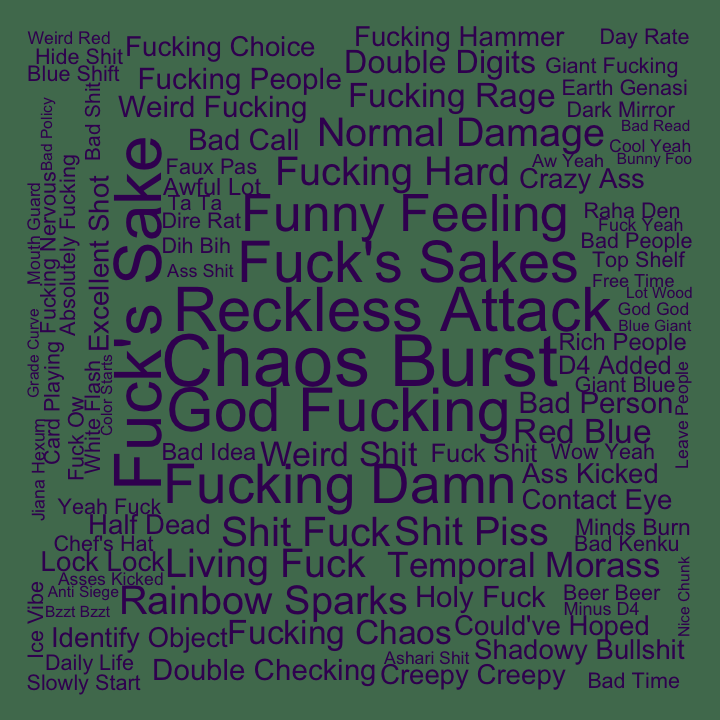 Weird Red
Fucking Choice
Fucking Hammer
Day Rate
Hide Shit
Double Digits
Giant Fucking
Blue Shift
Fucking People
Fucking Rage
Earth Genasi
Weird Fucking
Dark Mirror
Bad Shit
Bad Policy
Bad Call
Normal Damage
Bad Read
Cool Yeah
Faux Pas
Fucking Hard
Aw Yeah
Bunny Foo
Awful Lot
Crazy Ass
Ta Ta
Mouth Guard
Fucking Nervous
Absolutely Fucking
Excellent Shot
Fuck's Sake
Dire Rat
Funny Feeling
Raha Den
Fuck Yeah
Dih Bih
Bad People
Fuck's Sakes
Top Shelf
Ass Shit
Free Time
Lot Wood
Reckless Attack
God God
Blue Giant
Grade Curve
Card Playing
Chaos Burst
Rich People
D4 Added
Giant Blue
White Flash
Color Starts
Leave People
God Fucking
Bad Person
Fuck Ow
Jiana Hexum
Red Blue
Bad Idea
Weird Shit
Fuck Shit
Wow Yeah
Fucking Damn
Ass Kicked
Contact Eye
Yeah Fuck
Half Dead
Shit Fuck
Shit Piss
Minds Burn
Chef's Hat
Bad Kenku
Lock Lock
Living Fuck
Temporal Morass
Asses Kicked
Nice Chunk
Anti Siege
Rainbow Sparks
Holy Fuck
Beer Beer
Bzzt Bzzt
Minus D4
Ice Vibe
Identify Object
Fucking Chaos
Could've Hoped
Shadowy Bullshit
Daily Life
Double Checking
Ashari Shit
Slowly Start
Creepy Creepy
Bad Time